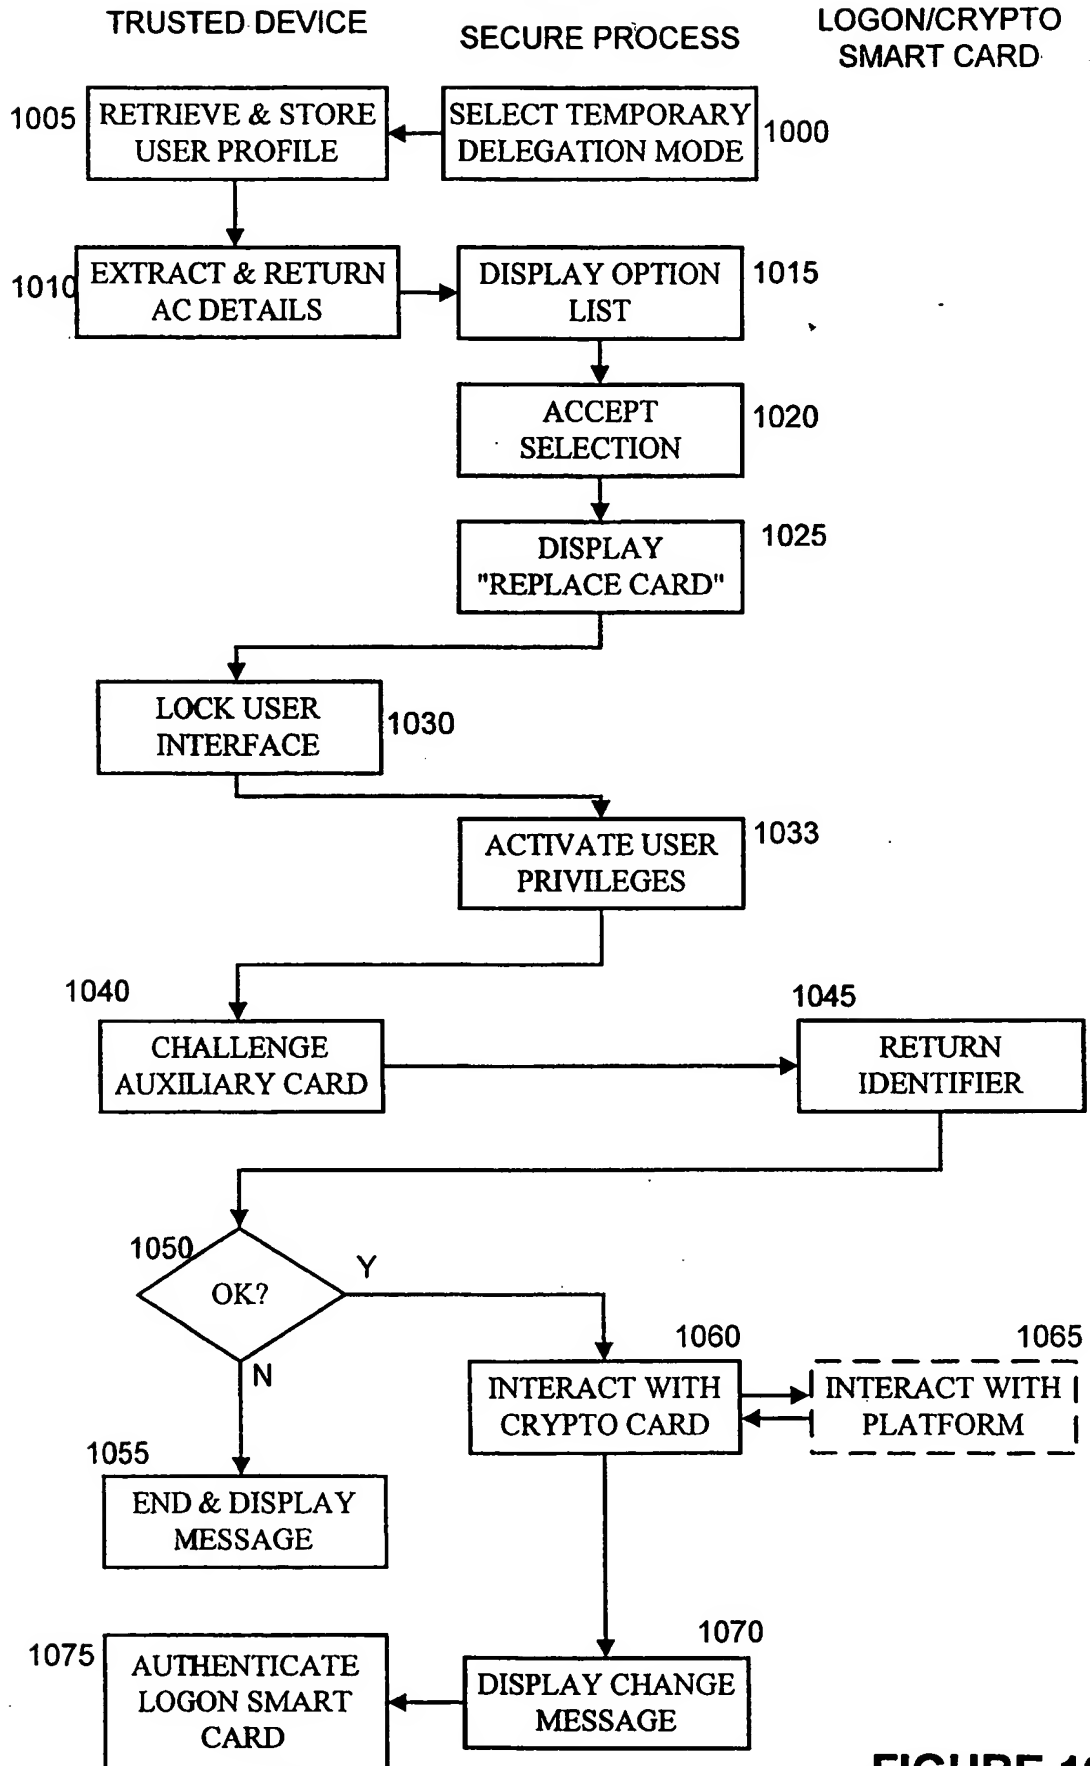 TRUSTED DEVICE
SECURE PROCESS
LOGON/CRYPTO
SMART CARD
1005
RETRIEVE & STORE
USER PROFILE
SELECT TEMPORARY
DELEGATION MODE
1000
1010
EXTRACT & RETURN
AC DETAILS
DISPLAY OPTION
LIST
1015
ACCEPT
SELECTION
1020
DISPLAY
"REPLACE CARD"
1025
LOCK USER
INTERFACE
1030
ACTIVATE USER
PRIVILEGES
1033
1040
CHALLENGE
AUXILIARY CARD
1045
RETURN
IDENTIFIER
1050
OK?
Y
N
1060
INTERACT WITH
CRYPTO CARD
1065
INTERACT WITH
PLATFORM
1055
END & DISPLAY
MESSAGE
1070
DISPLAY CHANGE
MESSAGE
1075
AUTHENTICATE
LOGON SMART
CARD
FIGURE